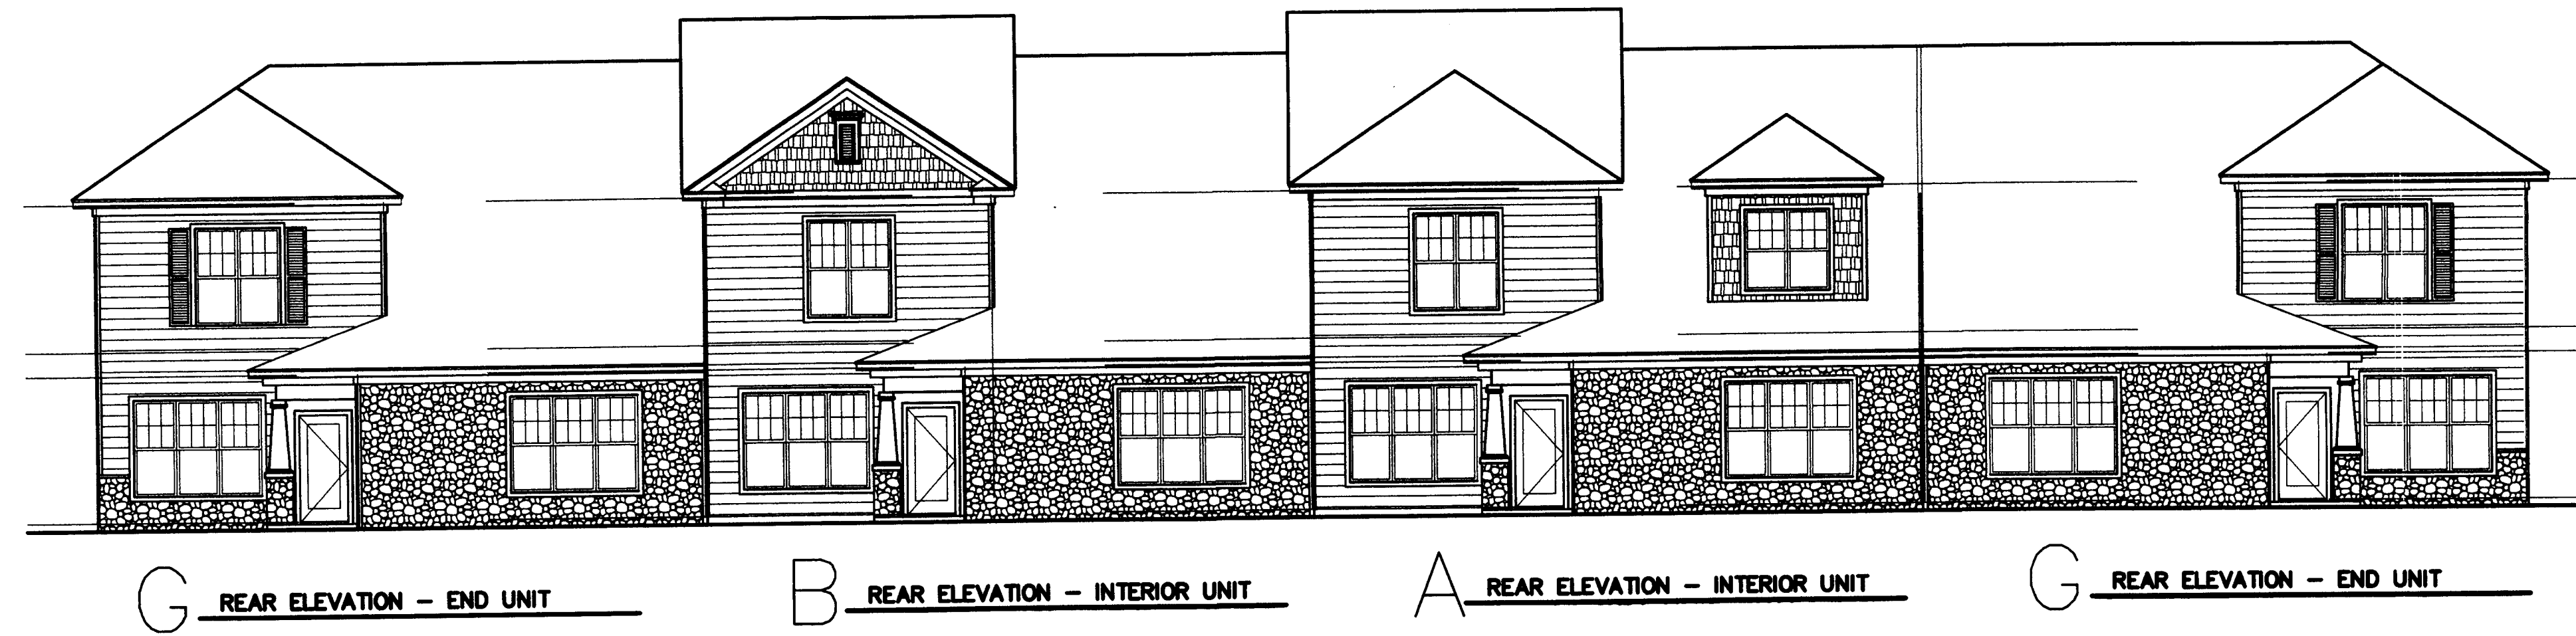 G REAR ELEVATION – END UNIT
B REAR ELEVATION – INTERIOR UNIT
A REAR ELEVATION – INTERIOR UNIT
G REAR ELEVATION – END UNIT